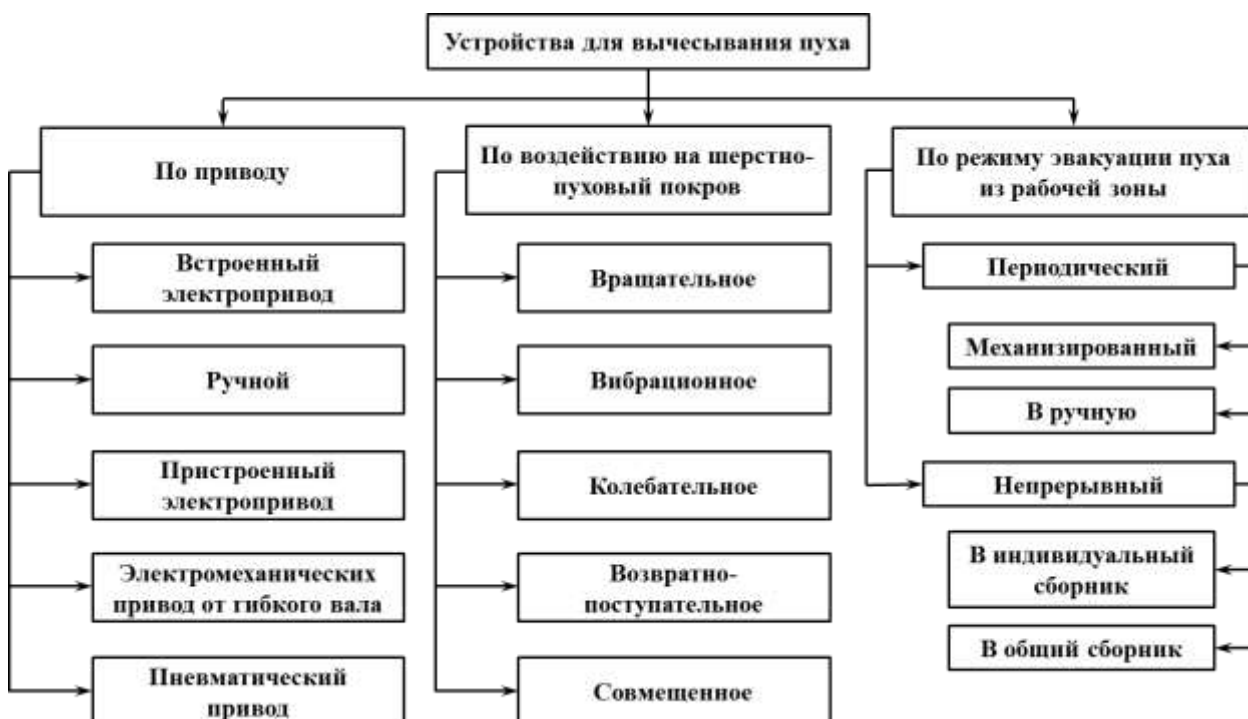 Устройства для вычесывания пуха
По приводу
Встроенный
электропривод
Ручной
Пристроенный
электропривод
Электромеханических
привод от гибкого вала
Пневматический
привод
По воздействию на шерстно-
пуховый покров
Вращательное
Вибрационное
Колебательное
Возвратно-
поступательное
Совмещенное
По режиму эвакуации пуха
из рабочей зоны
Периодический
Механизированный
В ручную
Непрерывный
В индивидуальный
сборник
В общий сборник